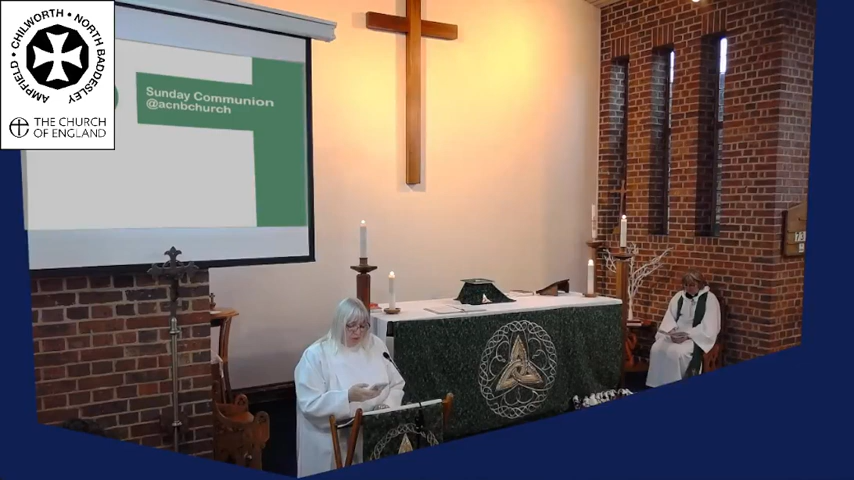 CHILWORTH • NORTH BADDESLEY • AMPFIELD •
THE CHURCH
OF ENGLAND
Sunday Communion
@acnbchurch